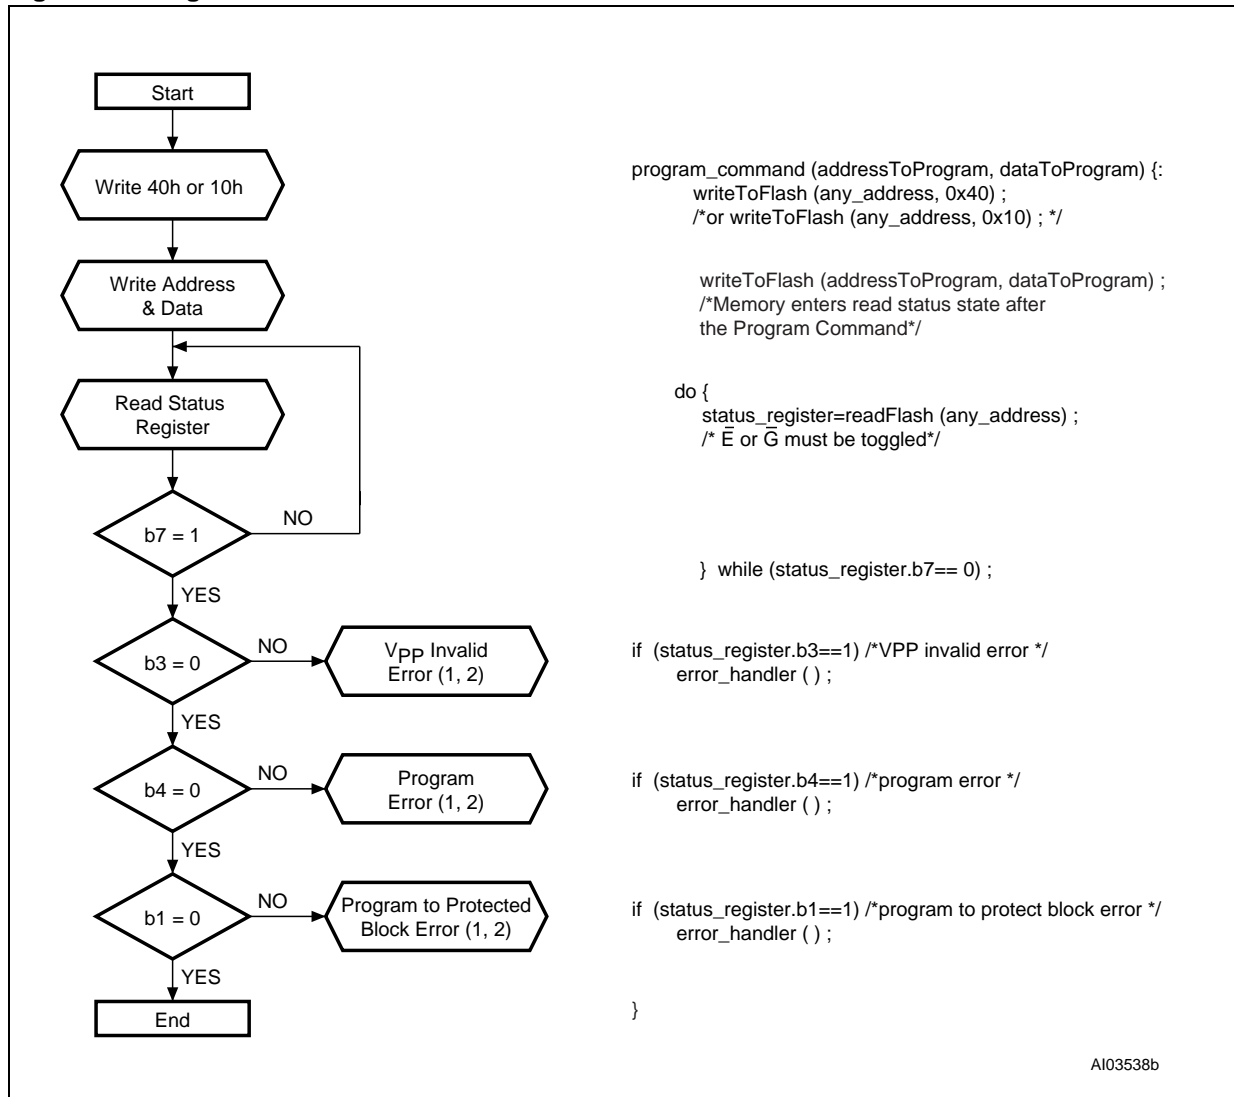 Start
Write 40h or 10h
Write Address
& Data
Read Status
Register
b7 = 1
NO
YES
b3 = 0
NO
VPP Invalid
Error (1, 2)
YES
b4 = 0
NO
Program
Error (1, 2)
YES
b1 = 0
NO
Program to Protected
Block Error (1, 2)
YES
End
program_command (addressToProgram, dataToProgram) {:
writeToFlash (any_address, 0x40) ;
/*or writeToFlash (any_address, 0x10) ; */
writeToFlash (addressToProgram, dataToProgram) ;
/*Memory enters read status state after
the Program Command*/
do {
status_register=readFlash (any_address) ;
/* E̅ or G̅ must be toggled*/
} while (status_register.b7== 0) ;
if (status_register.b3==1) /*VPP invalid error */
error_handler ( ) ;
if (status_register.b4==1) /*program error */
error_handler ( ) ;
if (status_register.b1==1) /*program to protect block error */
error_handler ( ) ;
}
AI03538b